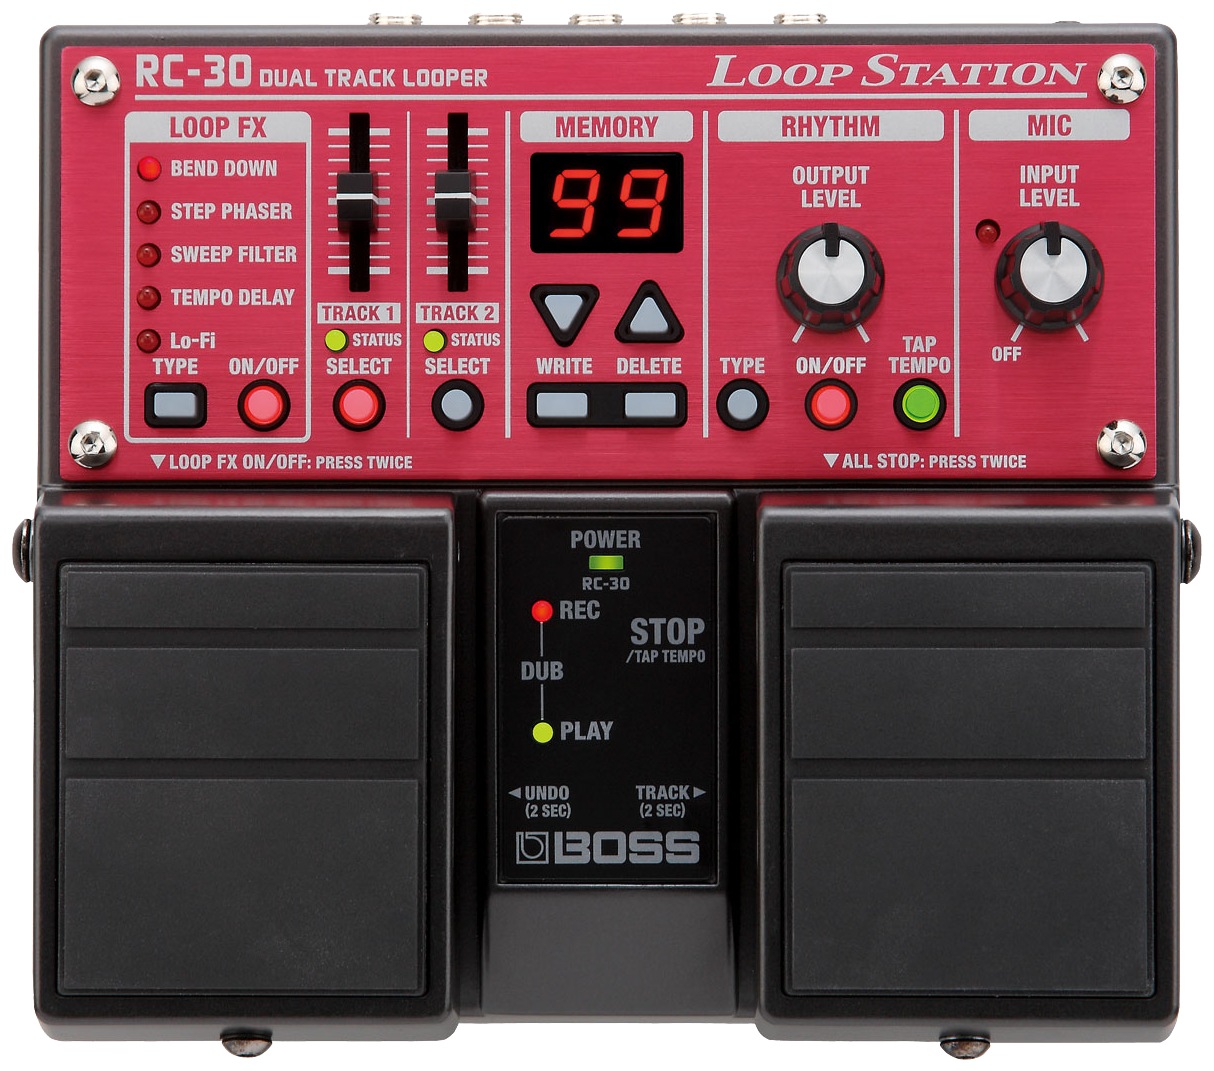 RC-30 DUAL TRACK LOOPER
LOOP STATION
LOOP FX
BEND DOWN
STEP PHASER
SWEEP FILTER
TEMPO DELAY
Lo-Fi
TYPE
ON/OFF
TRACK 1
STATUS
SELECT
TRACK 2
STATUS
SELECT
▼LOOP FX ON/OFF: PRESS TWICE
MEMORY
99
WRITE
DELETE
RHYTHM
OUTPUT
LEVEL
TYPE
ON/OFF
TAP
TEMPO
MIC
INPUT
LEVEL
OFF
▼ALL STOP: PRESS TWICE
POWER
RC-30
REC
STOP
/TAP TEMPO
DUB
PLAY
◄UNDO
(2 SEC)
TRACK►
(2 SEC)
BOSS